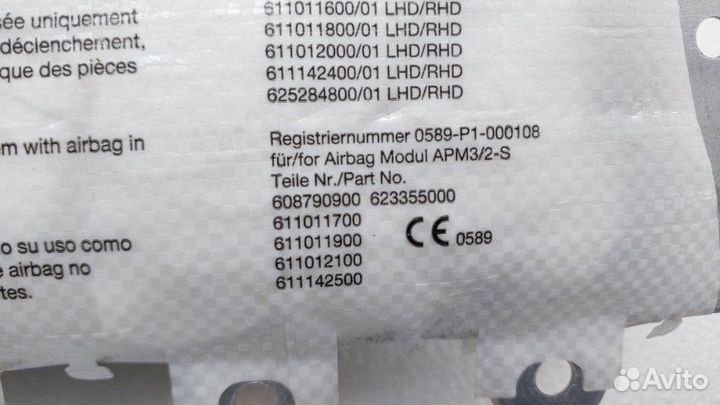 sée uniquement
déclenchement,
que des pièces
m with airbag in
o su uso como
e airbag no
tes.
611011600/01 LHD/RHD
611011800/01 LHD/RHD
611012000/01 LHD/RHD
611142400/01 LHD/RHD
625284800/01 LHD/RHD
Registriernummer 0589-P1-000108
für/for Airbag Modul APM3/2-S
Teile Nr./Part No.
608790900 623355000
611011700
611011900
611012100
611142500
CE 0589
Avito